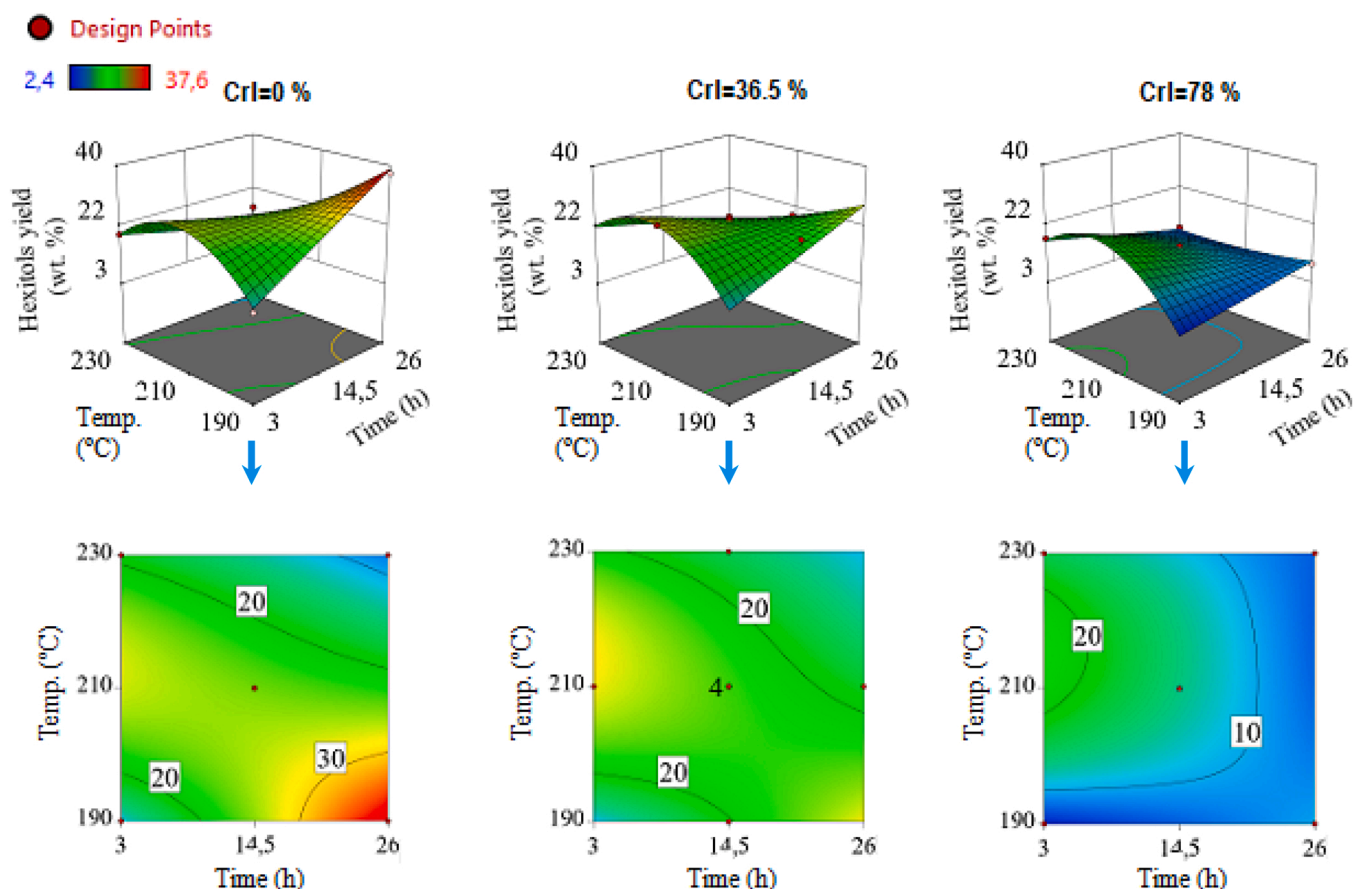 Design Points
2,4 37,6
CrI=0 %
CrI=36.5 %
CrI=78 %
Hexitols yield
(wt. %)
40
22
3
230
210
190
Temp.
(ºC)
3
14,5
26
Time (h)
Hexitols yield
(wt. %)
40
22
3
230
210
190
Temp.
(ºC)
3
14,5
26
Time (h)
Hexitols yield
(wt. %)
40
22
3
230
210
190
Temp.
(ºC)
3
14,5
26
Time (h)
Temp. (ºC)
230
210
190
20
30
20
3
14,5
26
Time (h)
Temp. (ºC)
230
210
190
20
4
20
3
14,5
26
Time (h)
Temp. (ºC)
230
210
190
20
10
3
14,5
26
Time (h)